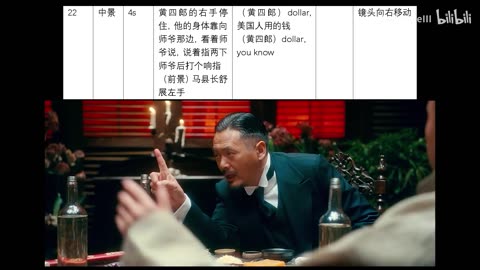 22
中景
4s
黄四郎的右手停
住，他的身体靠向
师爷那边，看着师
爷说，说着指两下
师爷后打个响指
（前景）马县长舒
展左手
（黄四郎）dollar,
美国人用的钱
（黄四郎）dollar,
you know
镜头向右移动
elll
bilibili